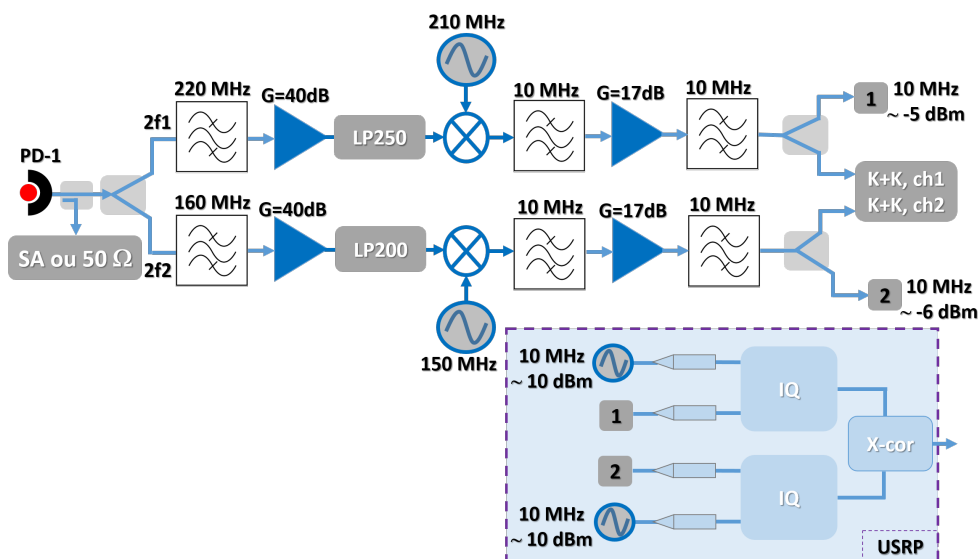 210 MHz
220 MHz
G=40dB
10 MHz
G=17dB
10 MHz
2f1
LP250
1
10 MHz
~ -5 dBm
PD-1
K+K, ch1
K+K, ch2
160 MHz
G=40dB
10 MHz
G=17dB
10 MHz
SA ou 50 Ω
2f2
LP200
2
10 MHz
~ -6 dBm
150 MHz
10 MHz
~ 10 dBm
IQ
1
X-cor
2
IQ
10 MHz
~ 10 dBm
USRP